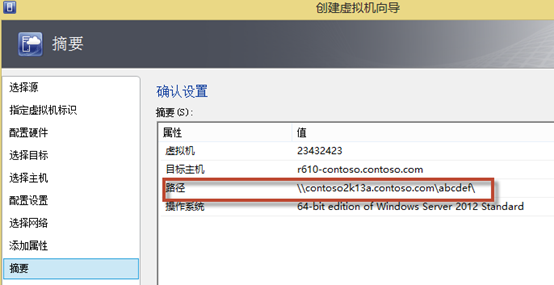 创建虚拟机向导
摘要
选择源
指定虚拟机标识
配置硬件
选择目标
选择主机
配置设置
选择网络
添加属性
摘要
确认设置
摘要(S):
属性 值
虚拟机 23432423
目标主机 r610-contoso.contoso.com
路径 \\contoso2k13a.contoso.com\abcdef\
操作系统 64-bit edition of Windows Server 2012 Standard